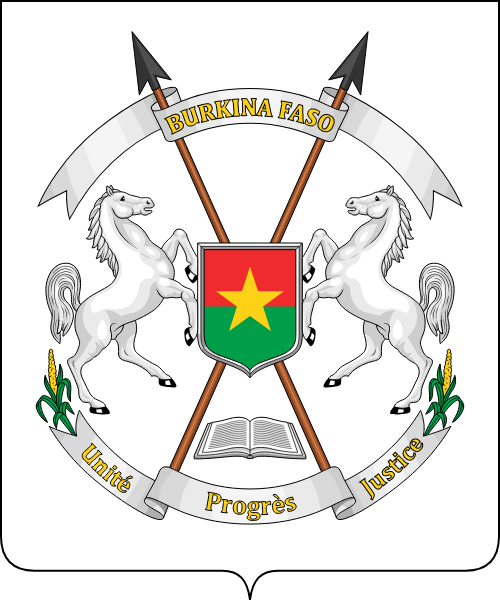 BURKINA FASO
Unité
Progrès
Justice